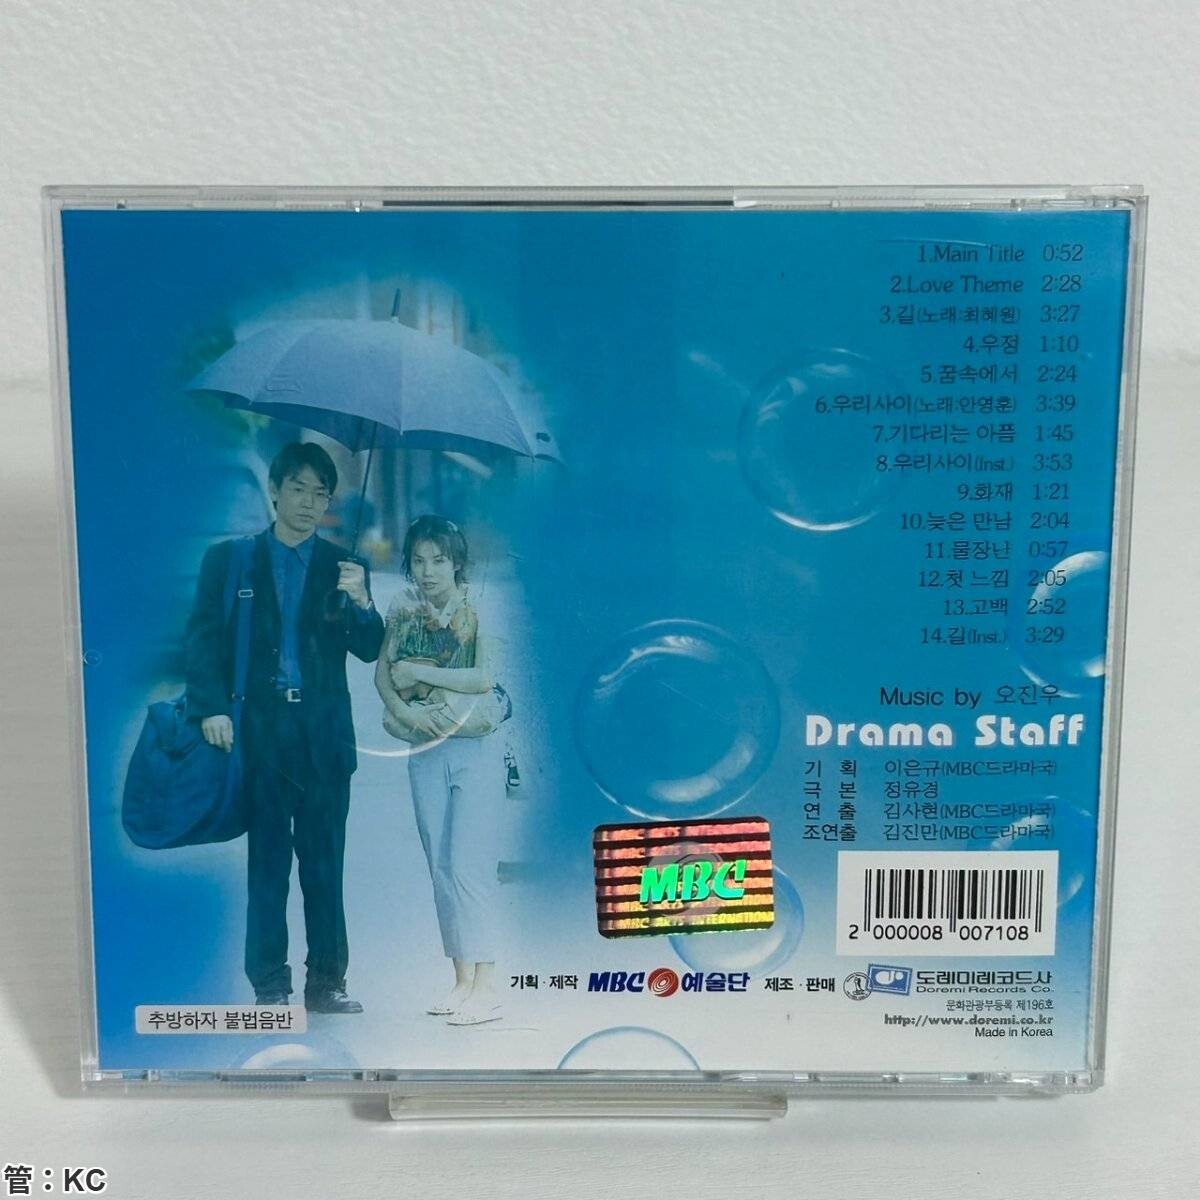 1.Main Title 0:52
2.Love Theme 2:28
3.길(노래:최혜원) 3:27
4.우정 1:10
5.꿈속에서 2:24
6.우리사이(노래:안영훈) 3:39
7.기다리는 아픔 1:45
8.우리사이(Inst.) 3:53
9.화재 1:21
10.늦은 만남 2:04
11.물장난 0:57
12.첫 느낌 2:05
13.고백 2:52
14.길(Inst.) 3:29
Music by 오진우
Drama Staff
기 획 이은규(MBC드라마국)
극 본 정유경
연 출 김사현(MBC드라마국)
조연출 김진만(MBC드라마국)
MBC
MBC ARTS INTERNATION
2 000008 007108
기획·제작 MBC 예술단 제조·판매 도레미레코드사
Doremi Records Co.
문화관광부등록 제196호
http://www.doremi.co.kr
Made in Korea
추방하자 불법음반
管：KC